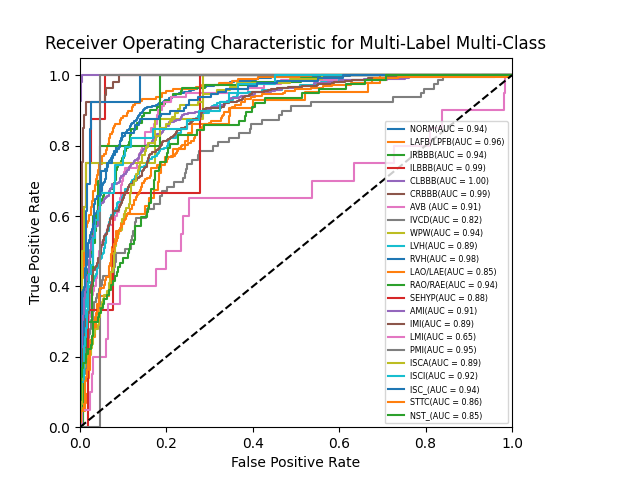 Receiver Operating Characteristic for Multi-Label Multi-Class
True Positive Rate
1.0
0.8
0.6
0.4
0.2
0.0
NORM(AUC = 0.94)
LAFB/LPFB(AUC = 0.96)
IRBBB(AUC = 0.94)
ILBBB(AUC = 0.99)
CLBBB(AUC = 1.00)
CRBBB(AUC = 0.99)
AVB (AUC = 0.91)
IVCD(AUC = 0.82)
WPW(AUC = 0.94)
LVH(AUC = 0.89)
RVH(AUC = 0.98)
LAO/LAE(AUC = 0.85)
RAO/RAE(AUC = 0.94)
SEHYP(AUC = 0.88)
AMI(AUC = 0.91)
IMI(AUC = 0.89)
LMI(AUC = 0.65)
PMI(AUC = 0.95)
ISCA(AUC = 0.89)
ISCI(AUC = 0.92)
ISC_(AUC = 0.94)
STTC(AUC = 0.86)
NST_(AUC = 0.85)
0.0 0.2 0.4 0.6 0.8 1.0
False Positive Rate